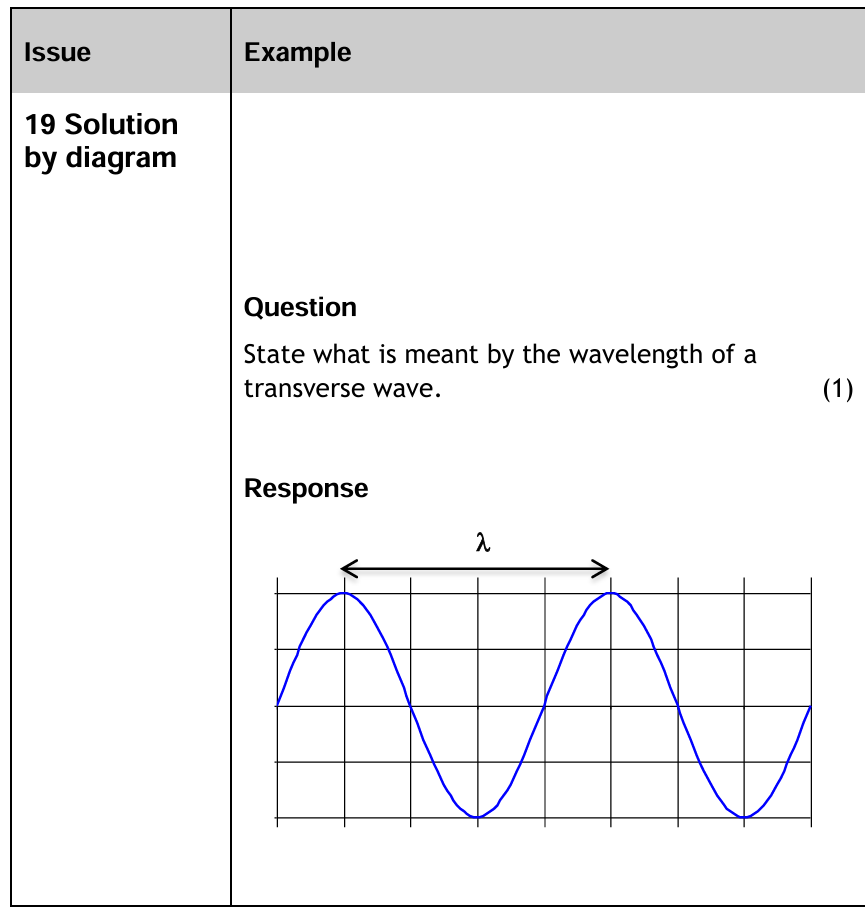 Issue
Example
19 Solution
by diagram
Question
State what is meant by the wavelength of a
transverse wave. (1)
Response
λ